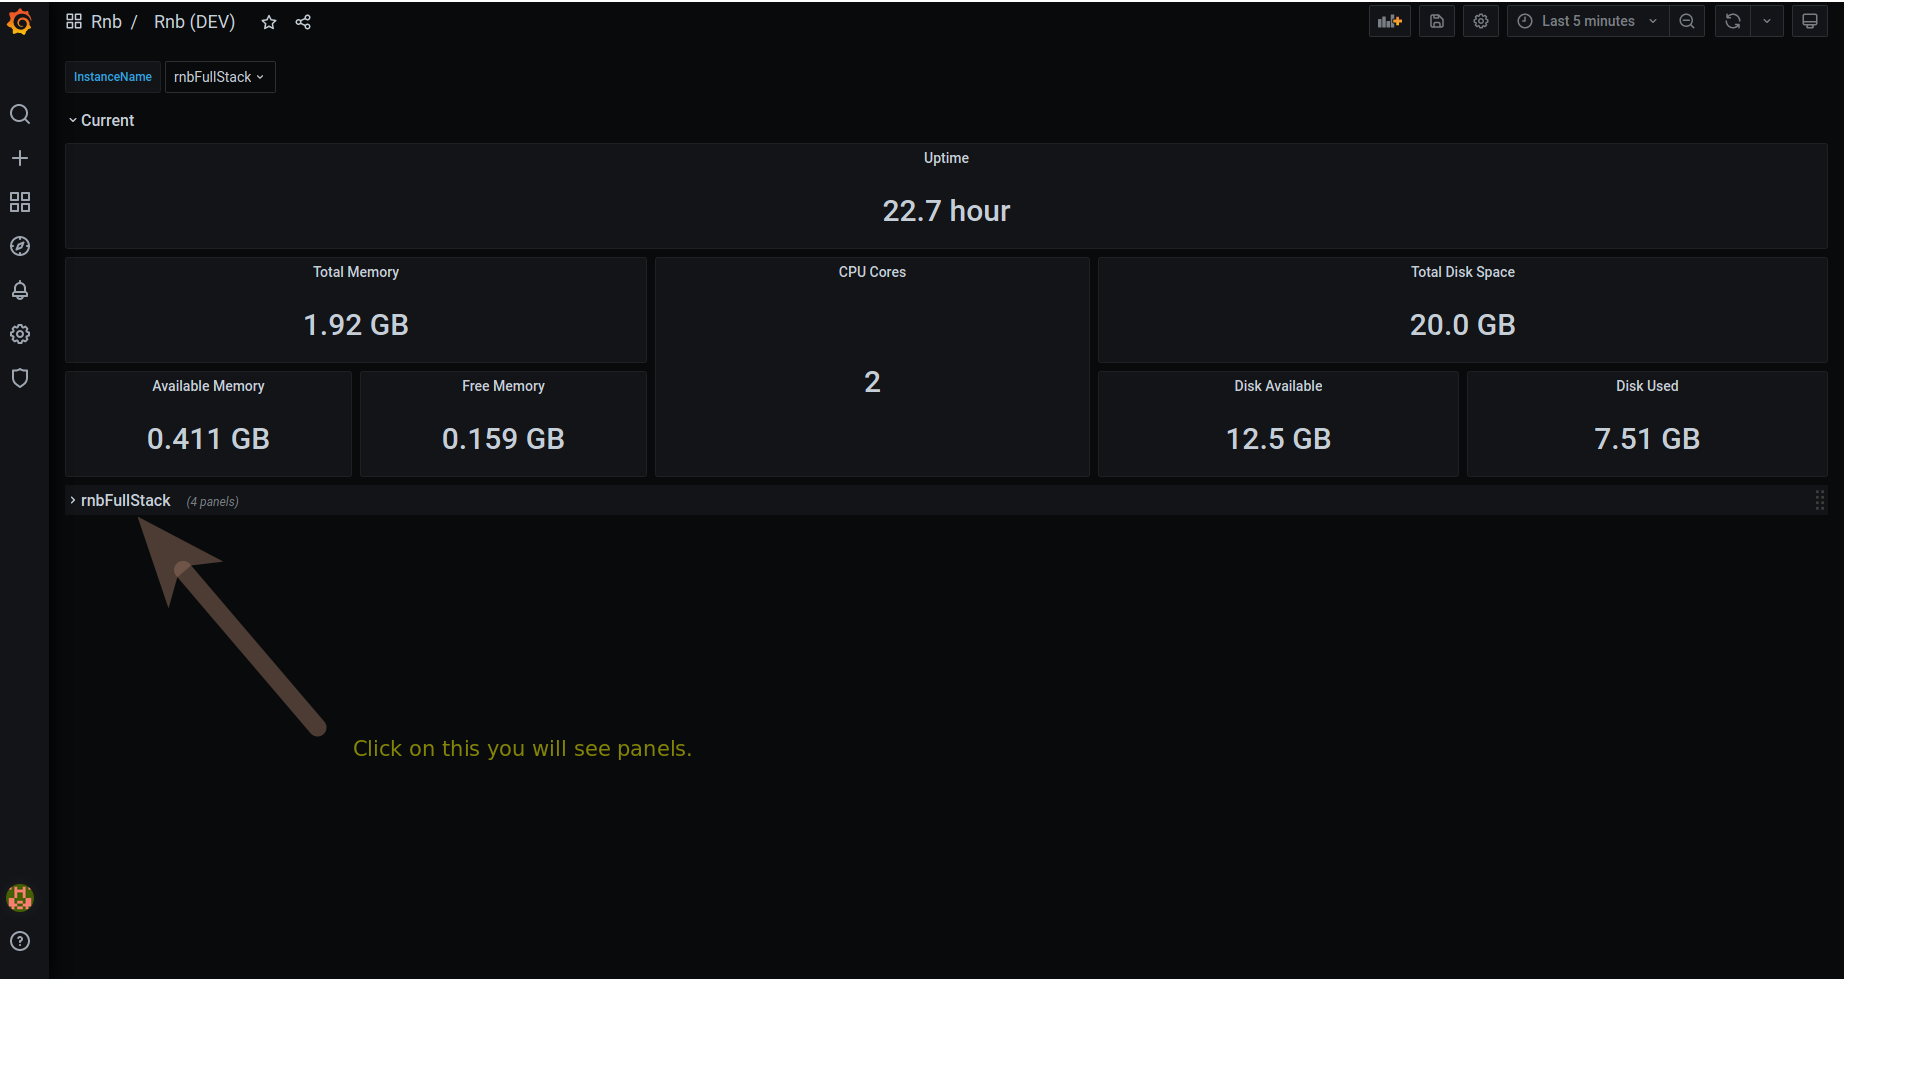 Rnb / Rnb (DEV)
Last 5 minutes
InstanceName rnbFullStack
Current
Uptime
22.7 hour
Total Memory
1.92 GB
CPU Cores
2
Total Disk Space
20.0 GB
Available Memory
0.411 GB
Free Memory
0.159 GB
Disk Available
12.5 GB
Disk Used
7.51 GB
rnbFullStack (4 panels)
Click on this you will see panels.